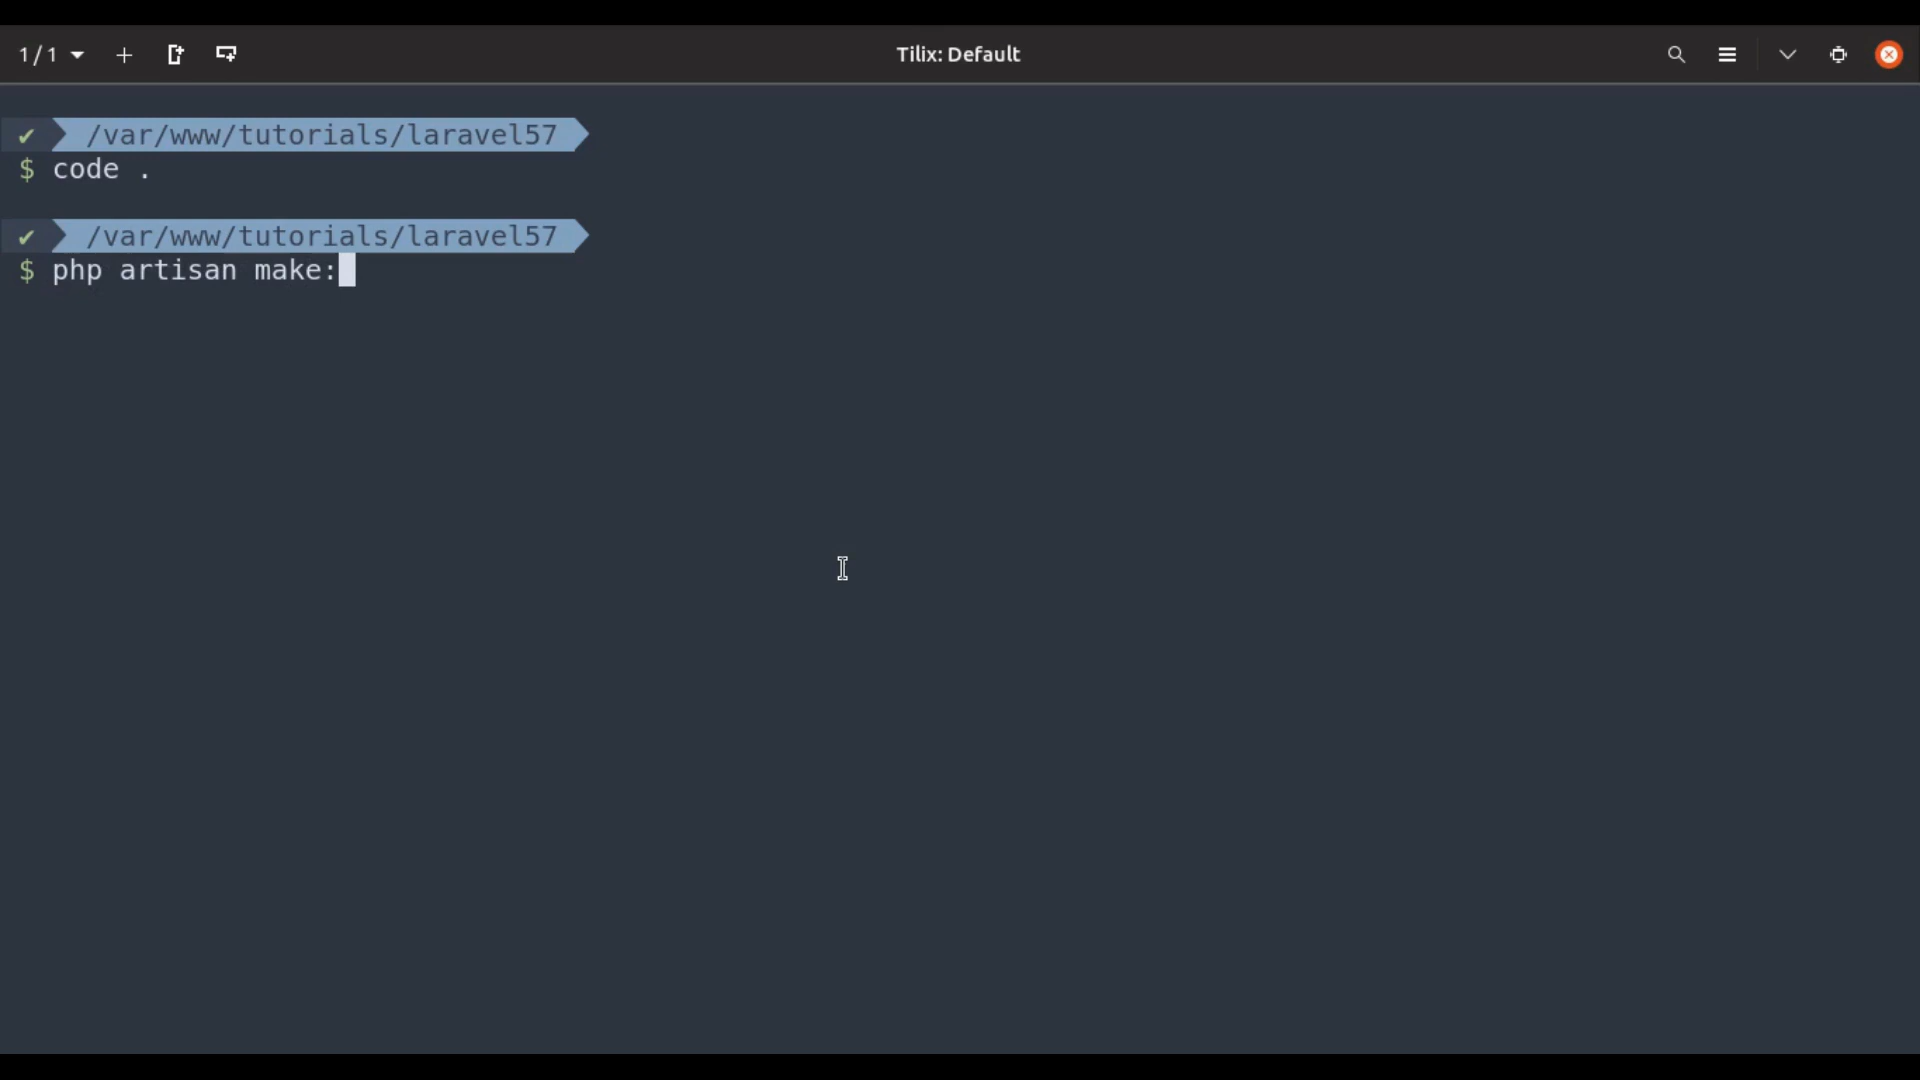 1 / 1
Tilix: Default
✔ /var/www/tutorials/laravel57
$ code .
✔ /var/www/tutorials/laravel57
$ php artisan make: